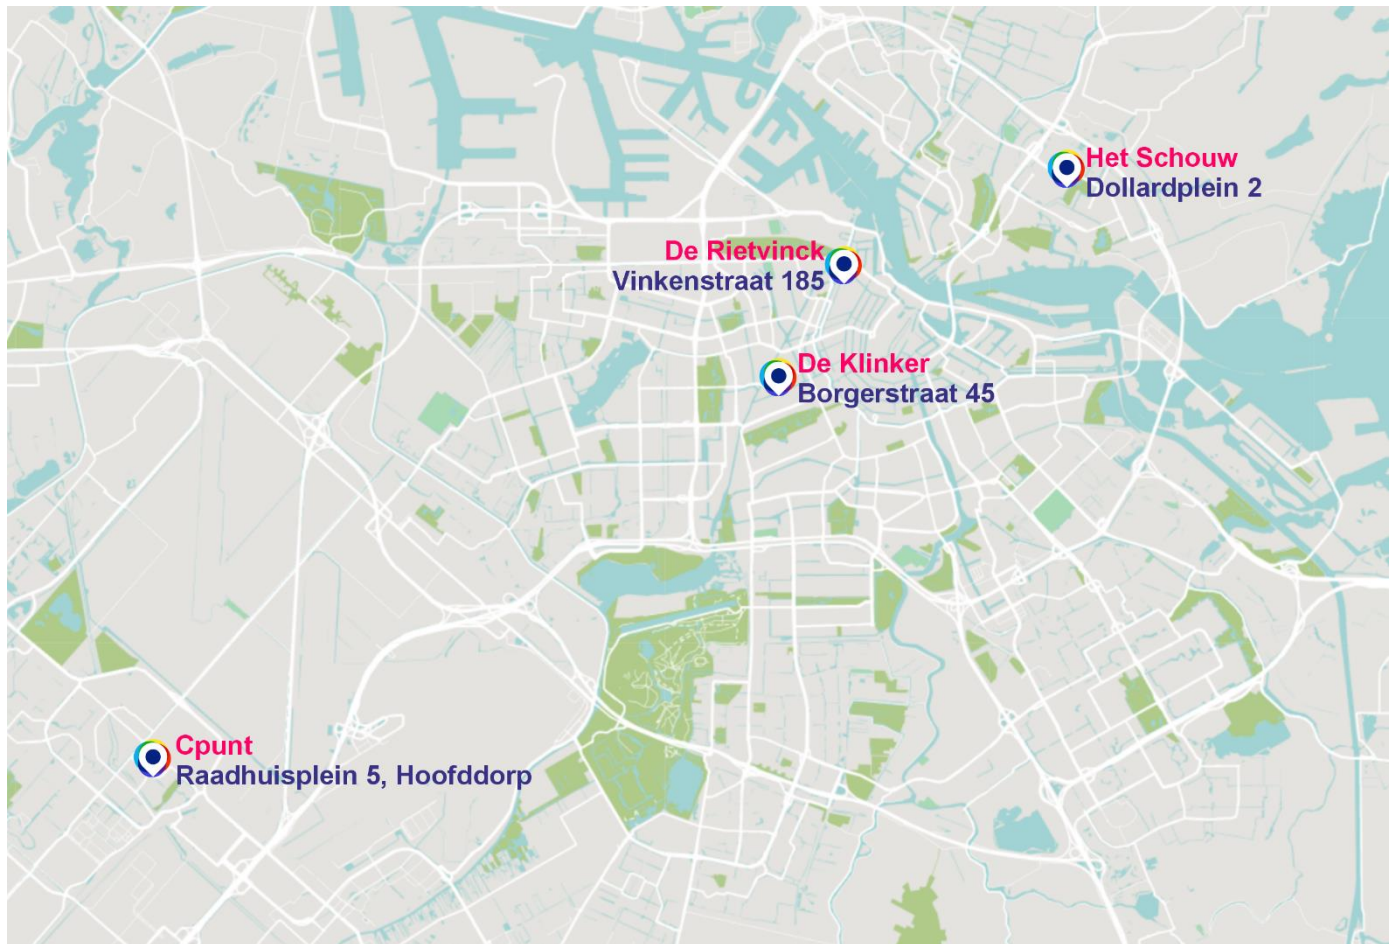 Het Schouw
Dollardplein 2
De Rietvinck
Vinkenstraat 185
De Klinker
Borgerstraat 45
Cpunt
Raadhuisplein 5, Hoofddorp